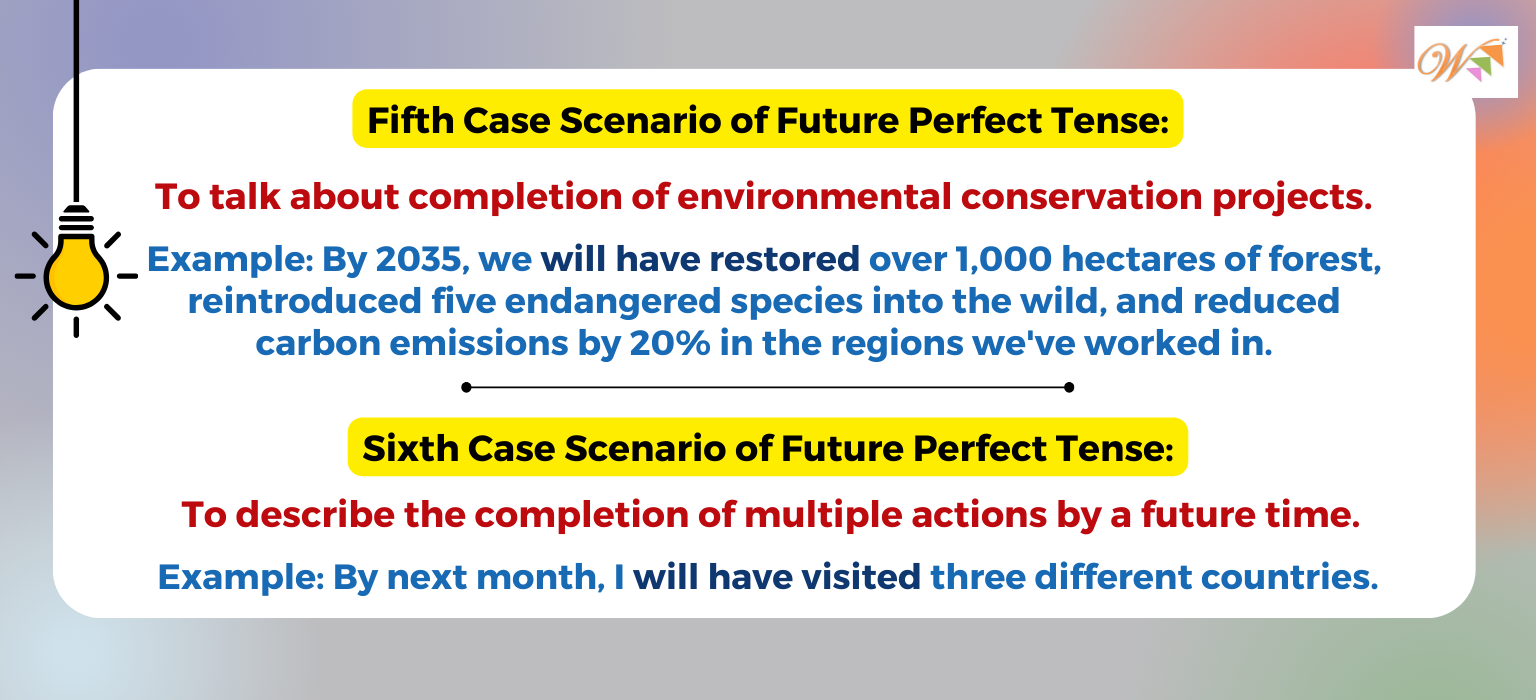 W
Fifth Case Scenario of Future Perfect Tense:
To talk about completion of environmental conservation projects.
Example: By 2035, we will have restored over 1,000 hectares of forest,
reintroduced five endangered species into the wild, and reduced
carbon emissions by 20% in the regions we've worked in.
Sixth Case Scenario of Future Perfect Tense:
To describe the completion of multiple actions by a future time.
Example: By next month, I will have visited three different countries.